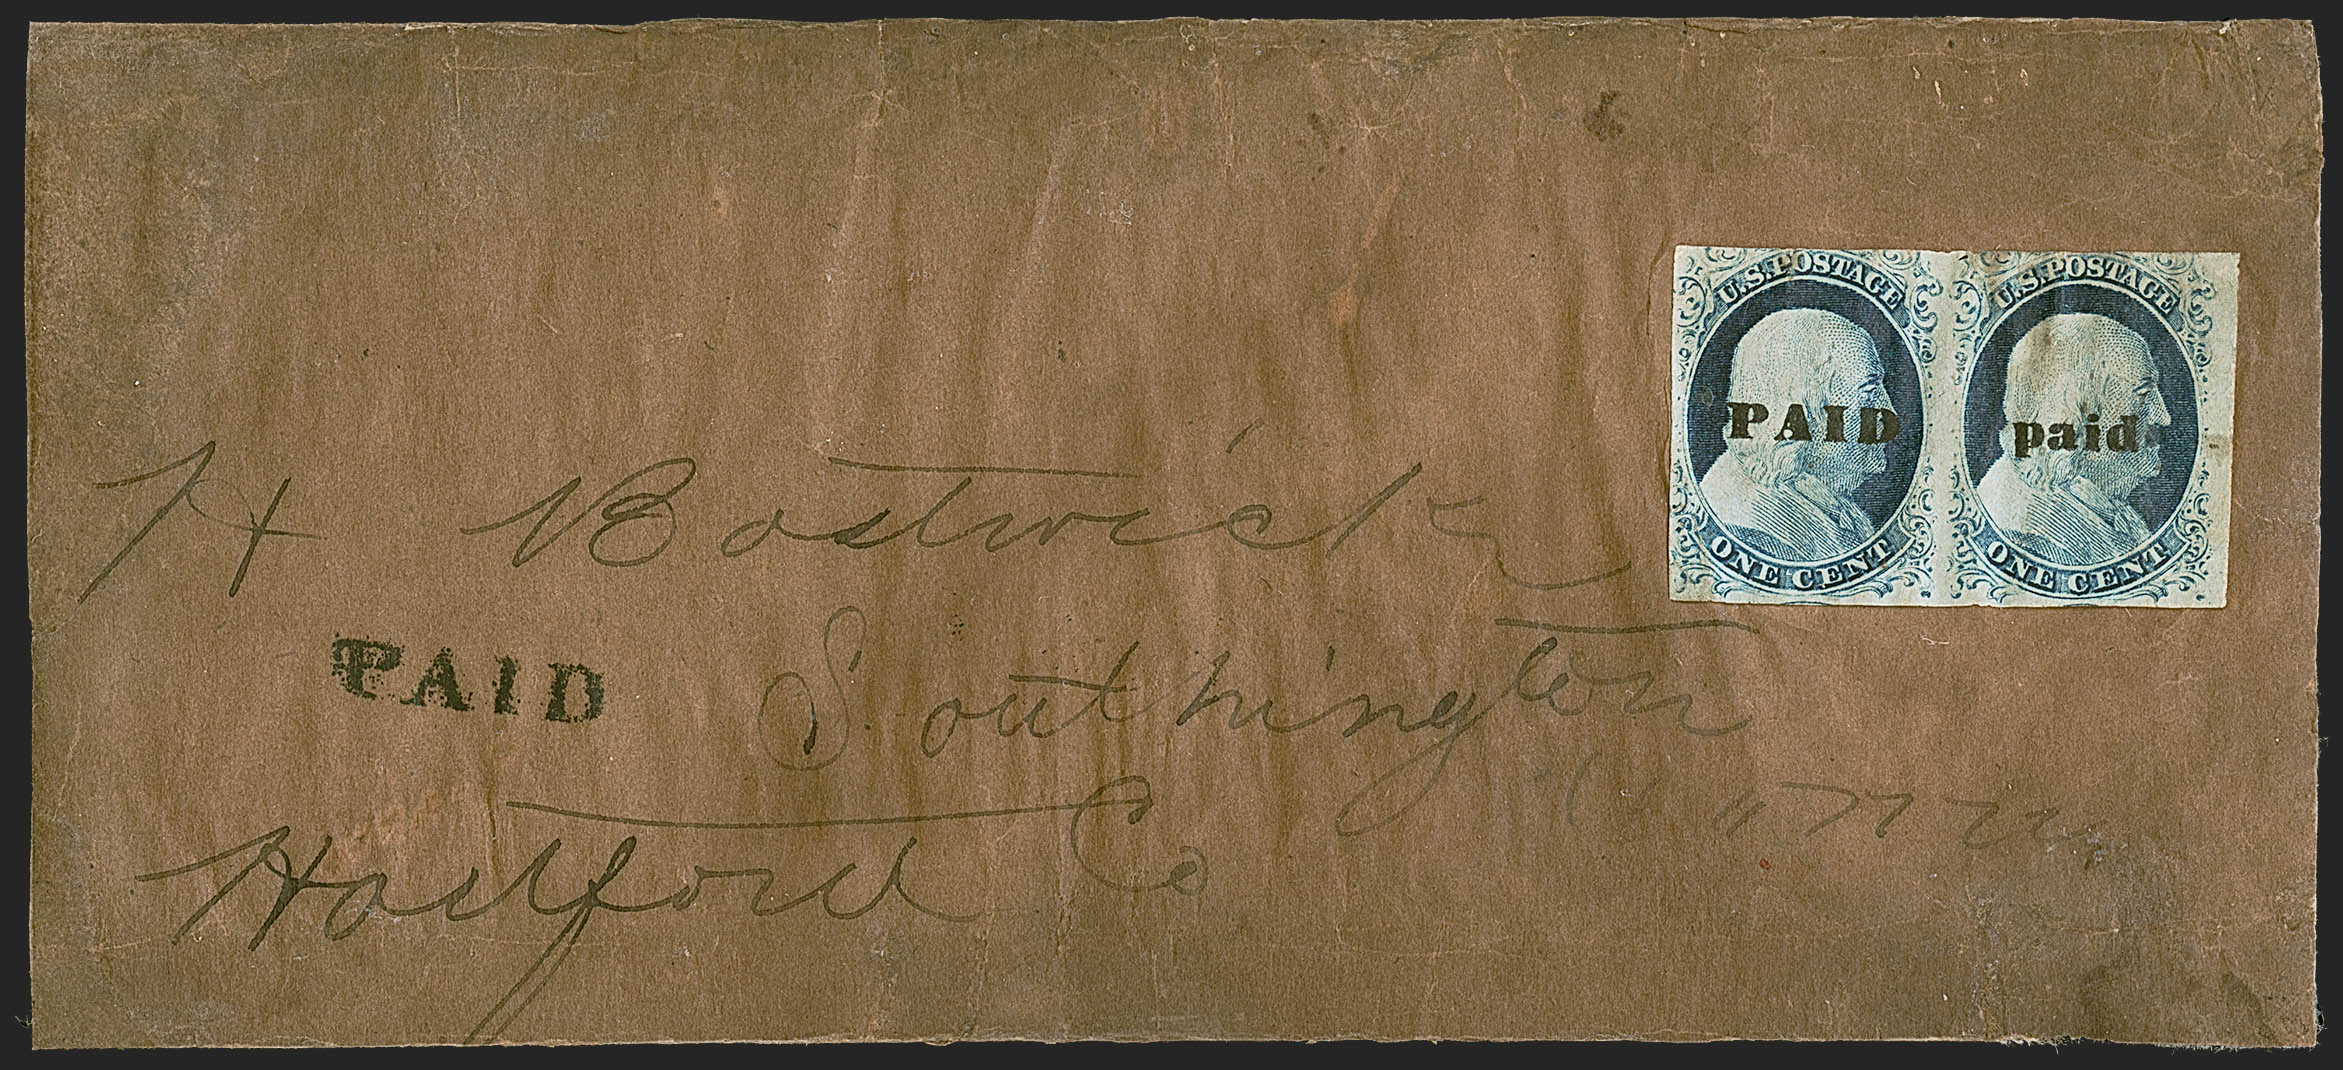 U.S. POSTAGE
PAID
ONE CENT
U.S. POSTAGE
paid
ONE CENT
H Bostwick
PAID
Southington
Conn
Hartford Co